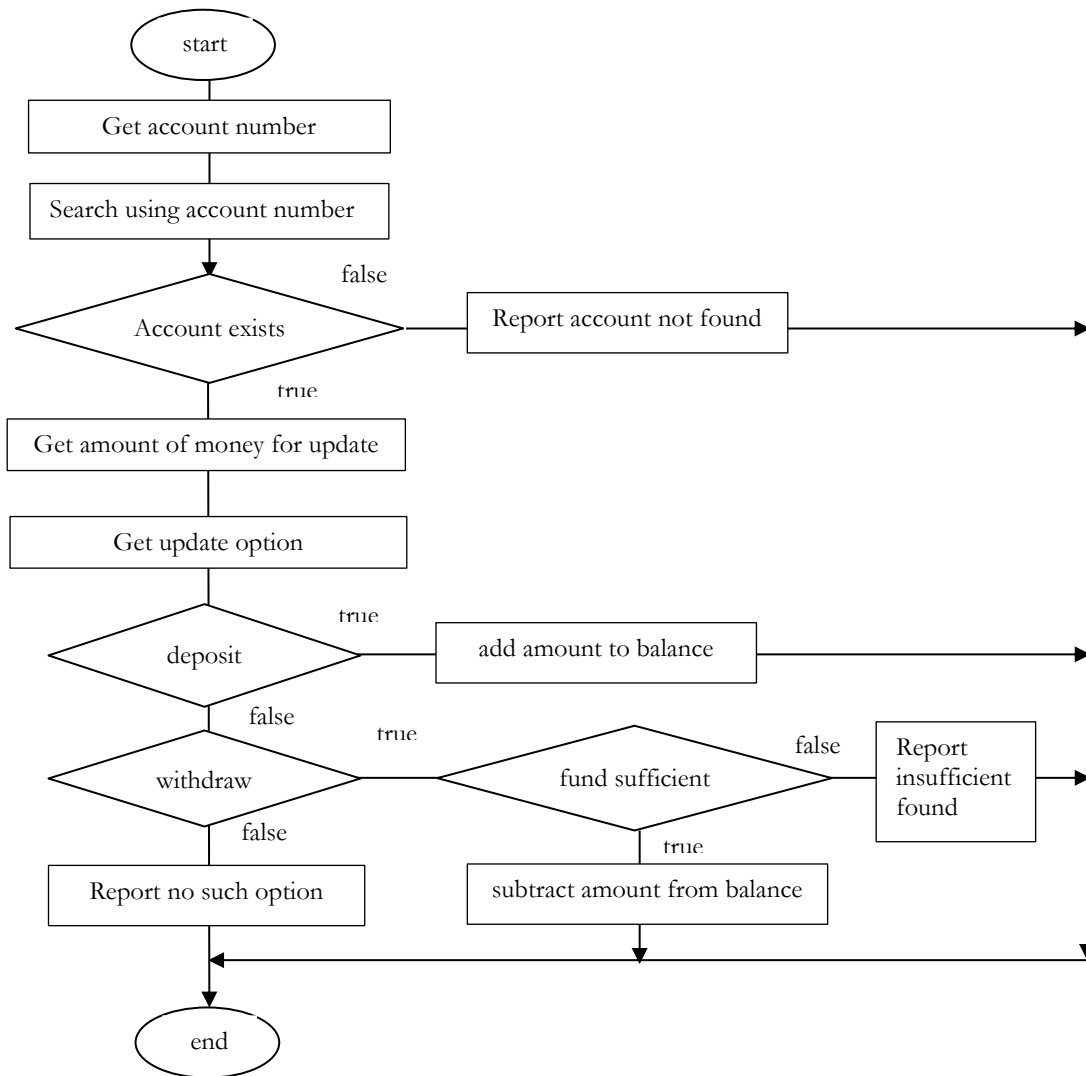 start
Get account number
Search using account number
false
Account exists
Report account not found
true
Get amount of money for update
Get update option
true
deposit
add amount to balance
false
true
withdraw
fund sufficient
false
Report
insufficient
found
false
true
Report no such option
subtract amount from balance
end